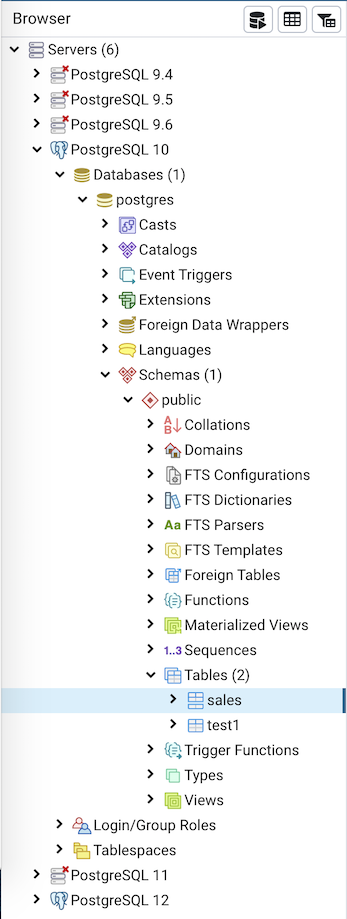 Browser
Servers (6)
PostgreSQL 9.4
PostgreSQL 9.5
PostgreSQL 9.6
PostgreSQL 10
Databases (1)
postgres
Casts
Catalogs
Event Triggers
Extensions
Foreign Data Wrappers
Languages
Schemas (1)
public
A B Collations
Domains
FTS Configurations
FTS Dictionaries
Aa FTS Parsers
FTS Templates
Foreign Tables
Functions
Materialized Views
1..3 Sequences
Tables (2)
sales
test1
Trigger Functions
Types
Views
Login/Group Roles
Tablespaces
PostgreSQL 11
PostgreSQL 12